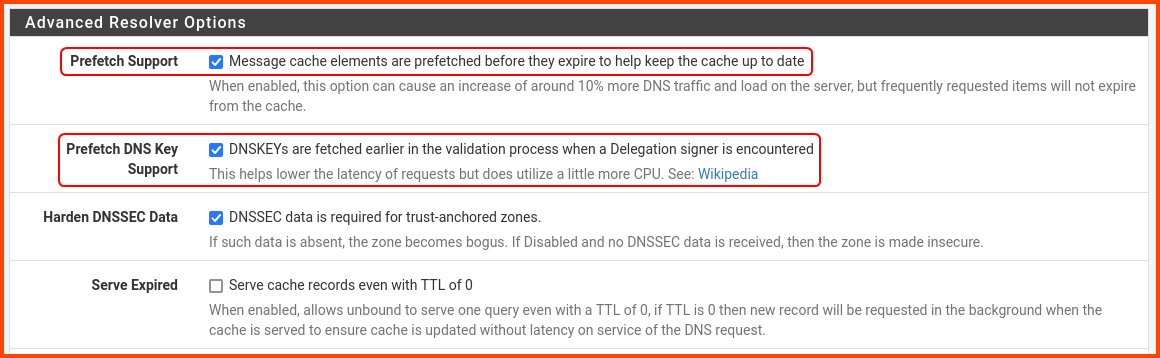 Advanced Resolver Options
Prefetch Support
Message cache elements are prefetched before they expire to help keep the cache up to date
When enabled, this option can cause an increase of around 10% more DNS traffic and load on the server, but frequently requested items will not expire
from the cache.
Prefetch DNS Key
Support
DNSKEYs are fetched earlier in the validation process when a Delegation signer is encountered
This helps lower the latency of requests but does utilize a little more CPU. See: Wikipedia
Harden DNSSEC Data
DNSSEC data is required for trust-anchored zones.
If such data is absent, the zone becomes bogus. If Disabled and no DNSSEC data is received, then the zone is made insecure.
Serve Expired
Serve cache records even with TTL of 0
When enabled, allows unbound to serve one query even with a TTL of 0, if TTL is 0 then new record will be requested in the background when the
cache is served to ensure cache is updated without latency on service of the DNS request.